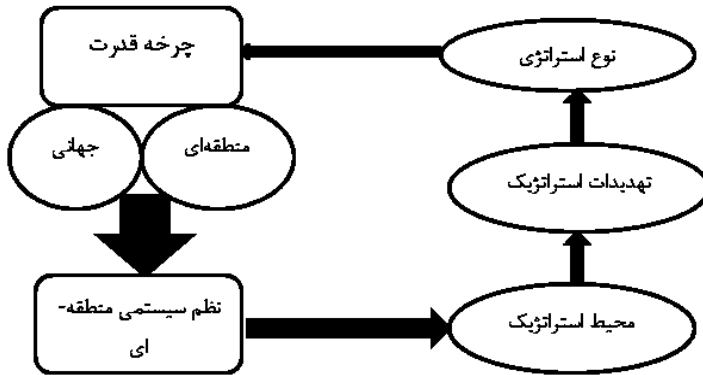 چرخه قدرت
نوع استراتژی
منطقه‌ای
جهانی
تهدیدات استراتژیک
نظم سیستمی منطقه-
ای
محیط استراتژیک